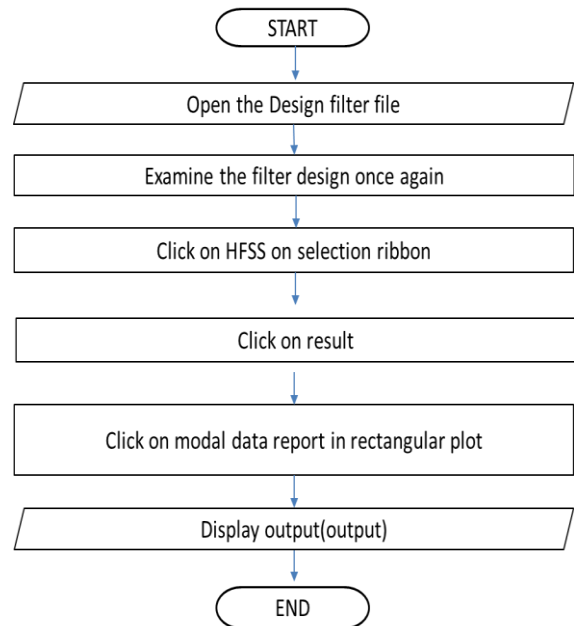 START
Open the Design filter file
Examine the filter design once again
Click on HFSS on selection ribbon
Click on result
Click on modal data report in rectangular plot
Display output(output)
END